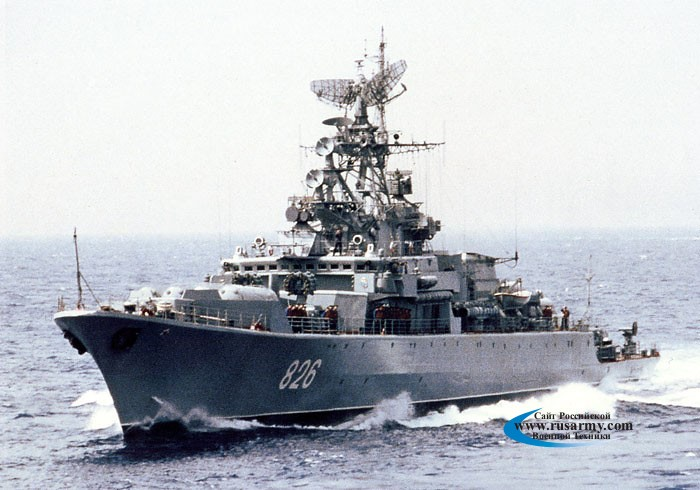 826
Сайт Российской
www.rusarmy.com
Военной Техники